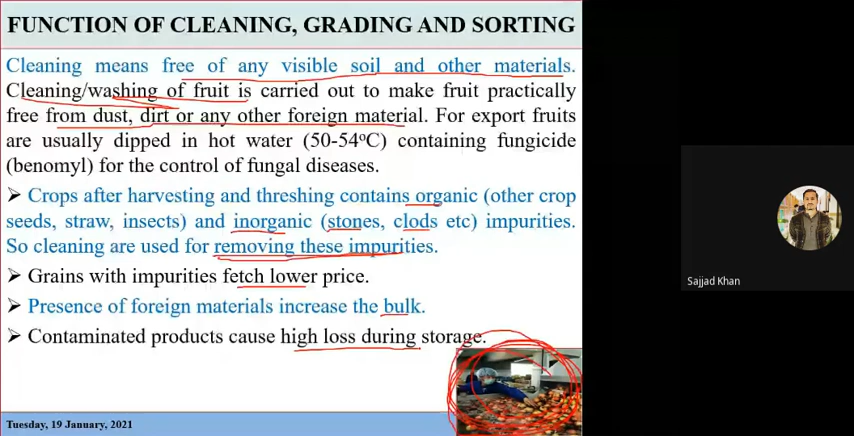 FUNCTION OF CLEANING, GRADING AND SORTING
Cleaning means free of any visible soil and other materials.
Cleaning/washing of fruit is carried out to make fruit practically
free from dust, dirt or any other foreign material. For export fruits
are usually dipped in hot water (50-54ºC) containing fungicide
(benomyl) for the control of fungal diseases.
➢ Crops after harvesting and threshing contains organic (other crop
seeds, straw, insects) and inorganic (stones, clods etc) impurities.
So cleaning are used for removing these impurities.
➢ Grains with impurities fetch lower price.
➢ Presence of foreign materials increase the bulk.
➢ Contaminated products cause high loss during storage.
Tuesday, 19 January, 2021
Sajjad Khan